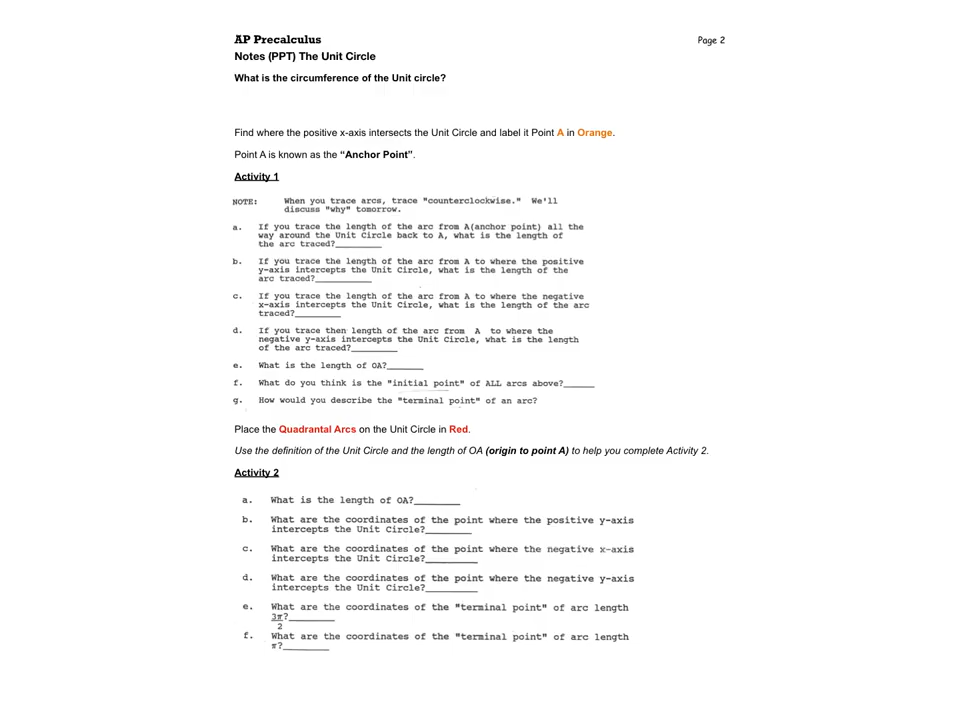 AP Precalculus
Page 2
Notes (PPT) The Unit Circle
What is the circumference of the Unit circle?
Find where the positive x-axis intersects the Unit Circle and label it Point A in Orange.
Point A is known as the “Anchor Point”.
Activity 1
NOTE: When you trace arcs, trace "counterclockwise." We'll
discuss "why" tomorrow.
a. If you trace the length of the arc from A(anchor point) all the
way around the Unit Circle back to A, what is the length of
the arc traced?_________
b. If you trace the length of the arc from A to where the positive
y-axis intercepts the Unit Circle, what is the length of the
arc traced?___________
c. If you trace the length of the arc from A to where the negative
x-axis intercepts the Unit Circle, what is the length of the arc
traced?_________
d. If you trace then length of the arc from A to where the
negative y-axis intercepts the Unit Circle, what is the length
of the arc traced?_________
e. What is the length of OA?_______
f. What do you think is the "initial point" of ALL arcs above?______
g. How would you describe the "terminal point" of an arc?
Place the Quadrantal Arcs on the Unit Circle in Red.
Use the definition of the Unit Circle and the length of OA (origin to point A) to help you complete Activity 2.
Activity 2
a. What is the length of OA?_________
b. What are the coordinates of the point where the positive y-axis
intercepts the Unit Circle?_________
c. What are the coordinates of the point where the negative x-axis
intercepts the Unit Circle?__________
d. What are the coordinates of the point where the negative y-axis
intercepts the Unit Circle?__________
e. What are the coordinates of the "terminal point" of arc length
3π?_________
2
f. What are the coordinates of the "terminal point" of arc length
π?_________